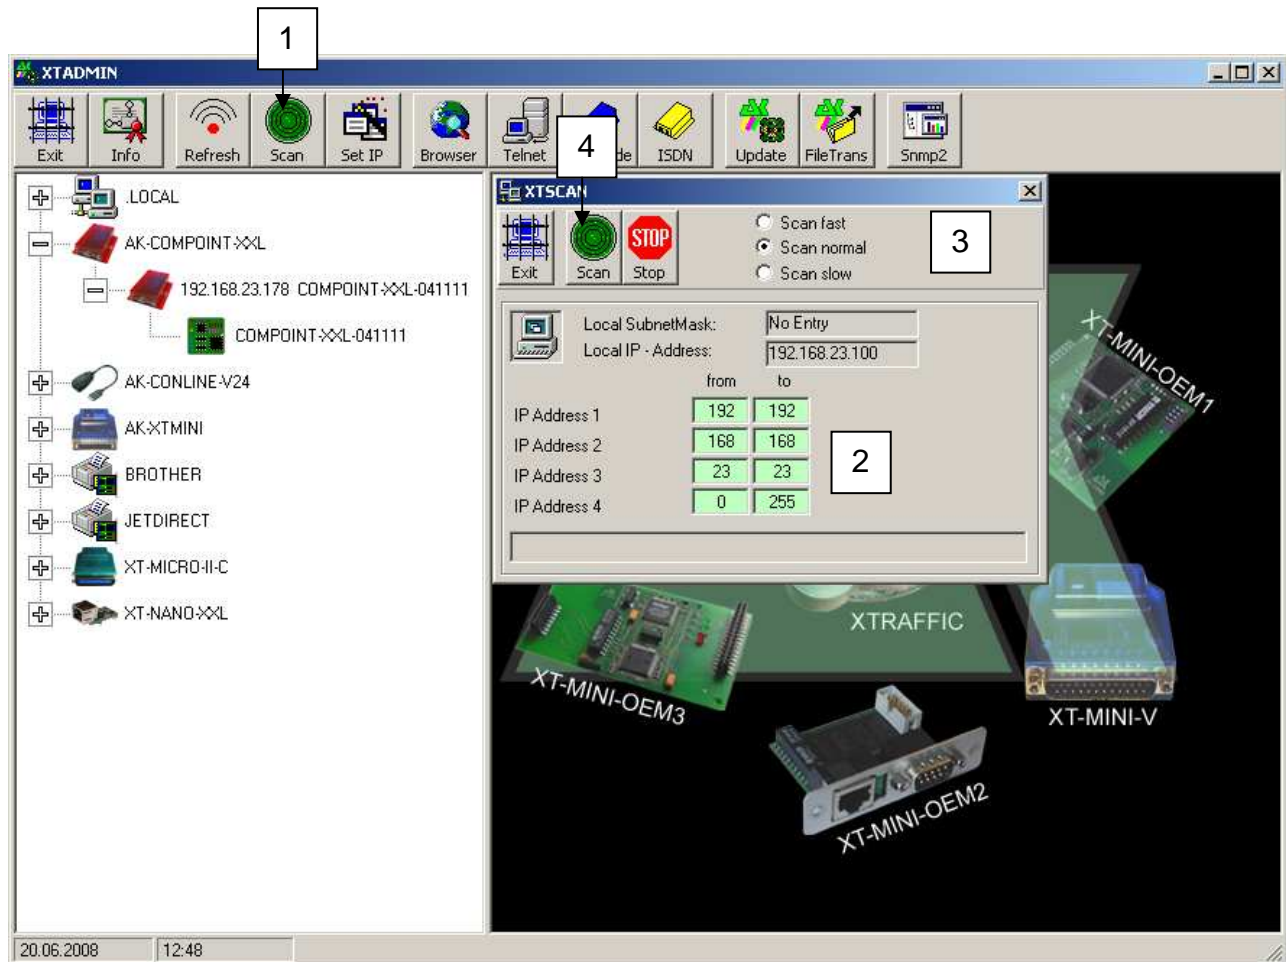 1
XTADMIN
Exit Info Refresh Scan Set IP Browser Telnet de ISDN Update FileTrans Snmp2
4
.LOCAL
AK-COMPOINT-XXL
192.168.23.178 COMPOINT-XXL-041111
COMPOINT-XXL-041111
AK-CONLINE-V24
AK-XTMINI
BROTHER
JETDIRECT
XT-MICRO-II-C
XT-NANO-XXL
XTSCAN
Exit Scan STOP Stop
Scan fast
Scan normal
Scan slow
3
Local SubnetMask: No Entry
Local IP - Address: 192.168.23.100
from to
IP Address 1 192 192
IP Address 2 168 168
IP Address 3 23 23
IP Address 4 0 255
2
XT-MINI-OEM1
XTRAFFIC
XT-MINI-OEM3
XT-MINI-V
XT-MINI-OEM2
20.06.2008 12:48